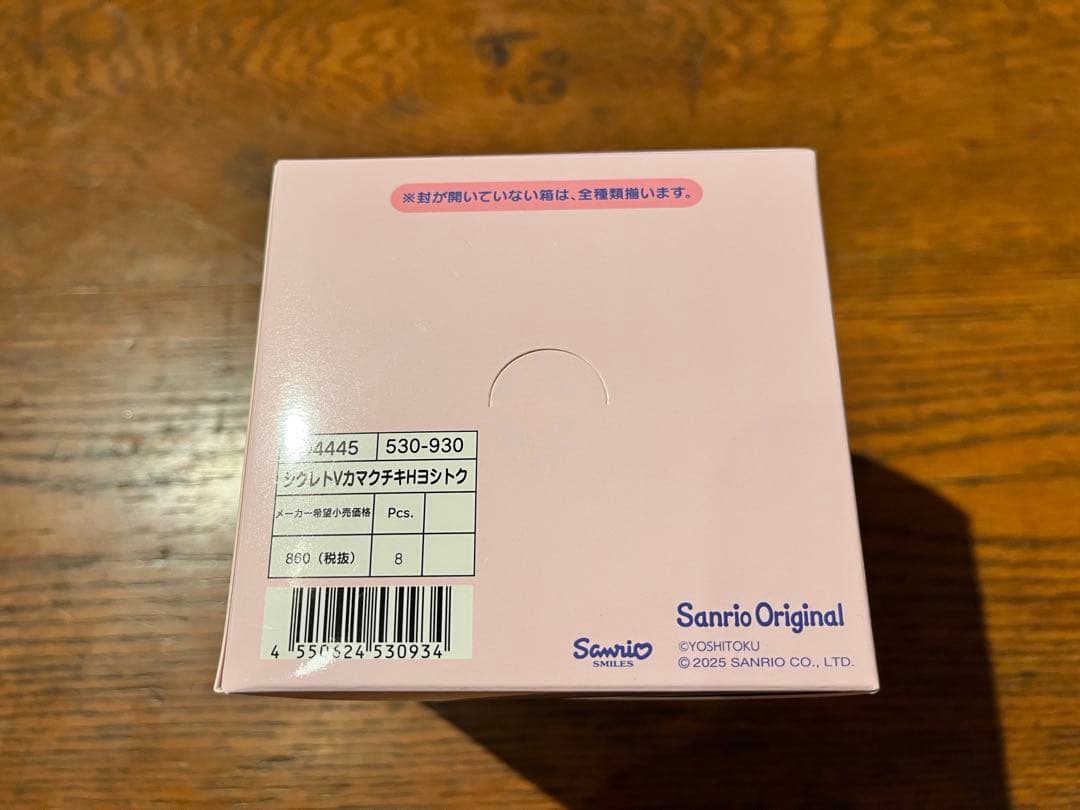 ※封が開いていない箱は、全種類揃います。
4445 530-930
シクレトVカマクチキHヨシトク
メーカー希望小売価格 Pcs.
860（税抜） 8
4 550624 530934
Sanrio Original
Sanrio
SMILES
©YOSHITOKU
© 2025 SANRIO CO., LTD.